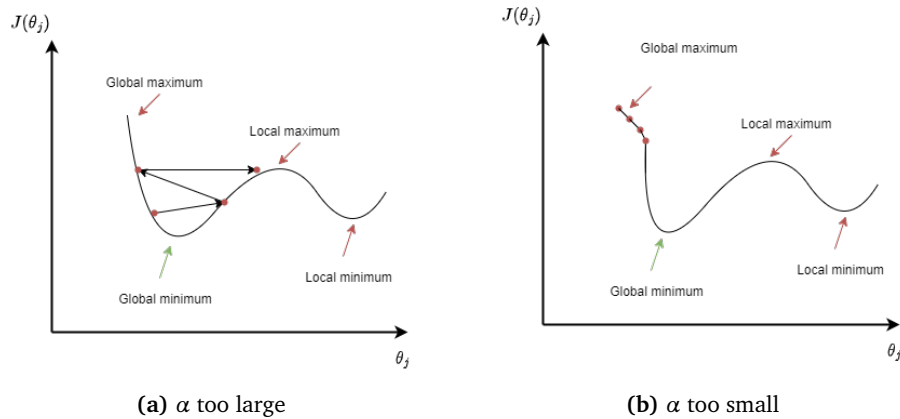 J(θj)
Global maximum
Local maximum
Global minimum
Local minimum
θj
(a) α too large
J(θj)
Global maximum
Local maximum
Global minimum
Local minimum
θj
(b) α too small